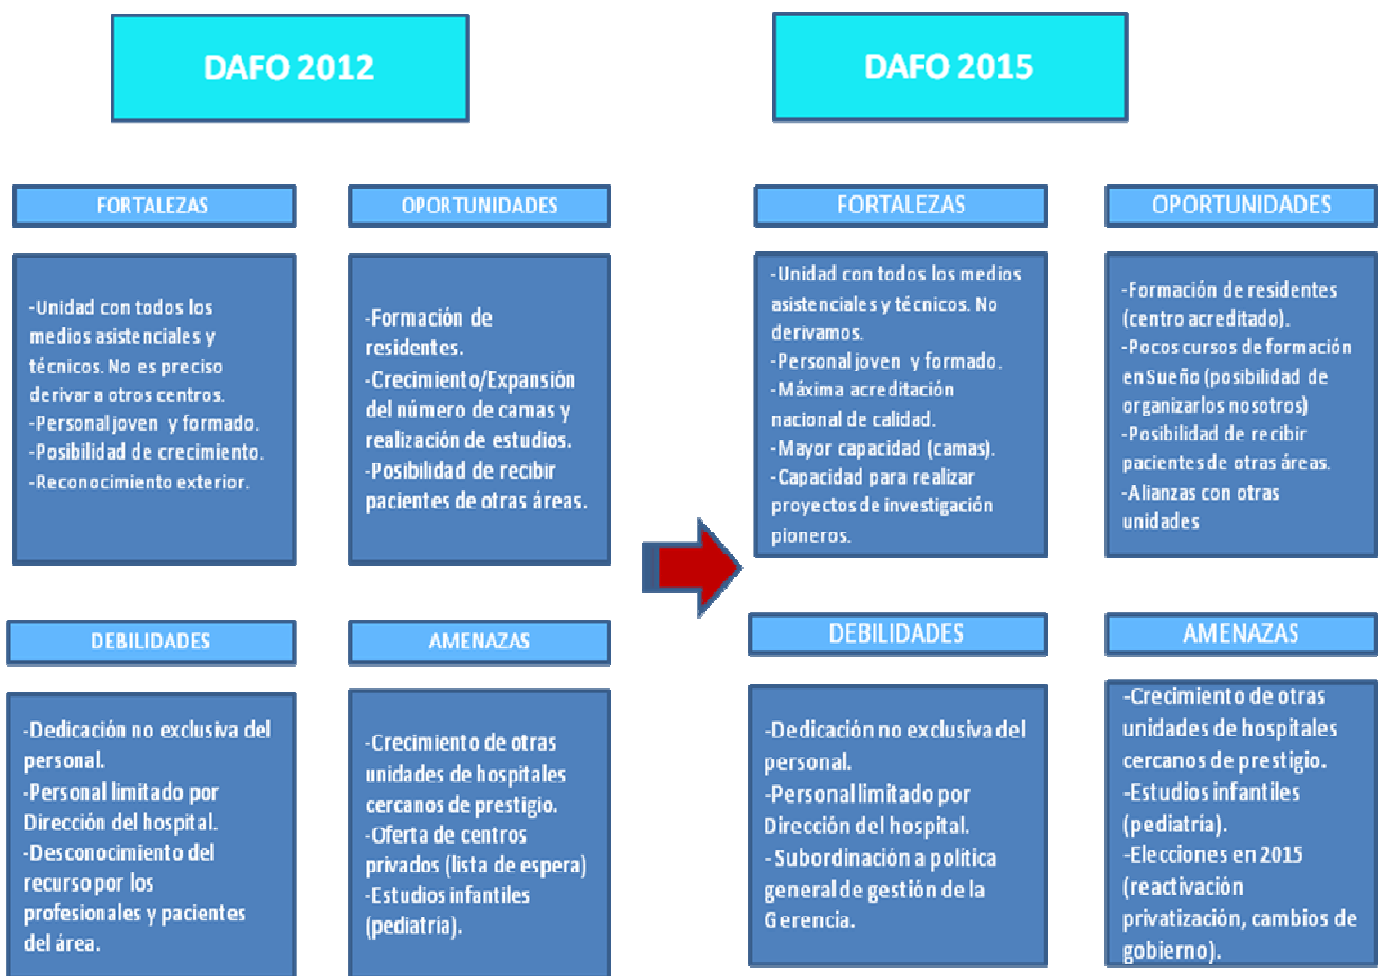 DAFO 2012
FORTALEZAS
-Unidad con todos los
medios asistenciales y
técnicos. No es preciso
derivar a otros centros.
-Personal joven y formado.
-Posibilidad de crecimiento.
-Reconocimiento exterior.
OPORTUNIDADES
-Formación de
residentes.
-Crecimiento/Expansión
del número de camas y
realización de estudios.
-Posibilidad de recibir
pacientes de otras áreas.
DEBILIDADES
-Dedicación no exclusiva del
personal.
-Personal limitado por
Dirección del hospital.
-Desconocimiento del
recurso por los
profesionales y pacientes
del área.
AMENAZAS
-Crecimiento de otras
unidades de hospitales
cercanos de prestigio.
-Oferta de centros
privados (lista de espera)
-Estudios infantiles
(pediatría).
DAFO 2015
FORTALEZAS
-Unidad con todos los medios
asistenciales y técnicos. No
derivamos.
-Personal joven y formado.
-Máxima acreditación
nacional de calidad.
-Mayor capacidad (camas).
-Capacidad para realizar
proyectos de investigación
pioneros.
OPORTUNIDADES
-Formación de residentes
(centro acreditado).
-Pocos cursos de formación
en Sueño (posibilidad de
organizarlos nosotros)
-Posibilidad de recibir
pacientes de otras áreas.
-Alianzas con otras
unidades
DEBILIDADES
-Dedicación no exclusiva del
personal.
-Personal limitado por
Dirección del hospital.
-Subordinación a política
general de gestión de la
Gerencia.
AMENAZAS
-Crecimiento de otras
unidades de hospitales
cercanos de prestigio.
-Estudios infantiles
(pediatría).
-Elecciones en 2015
(reactivación
privatización, cambios de
gobierno).